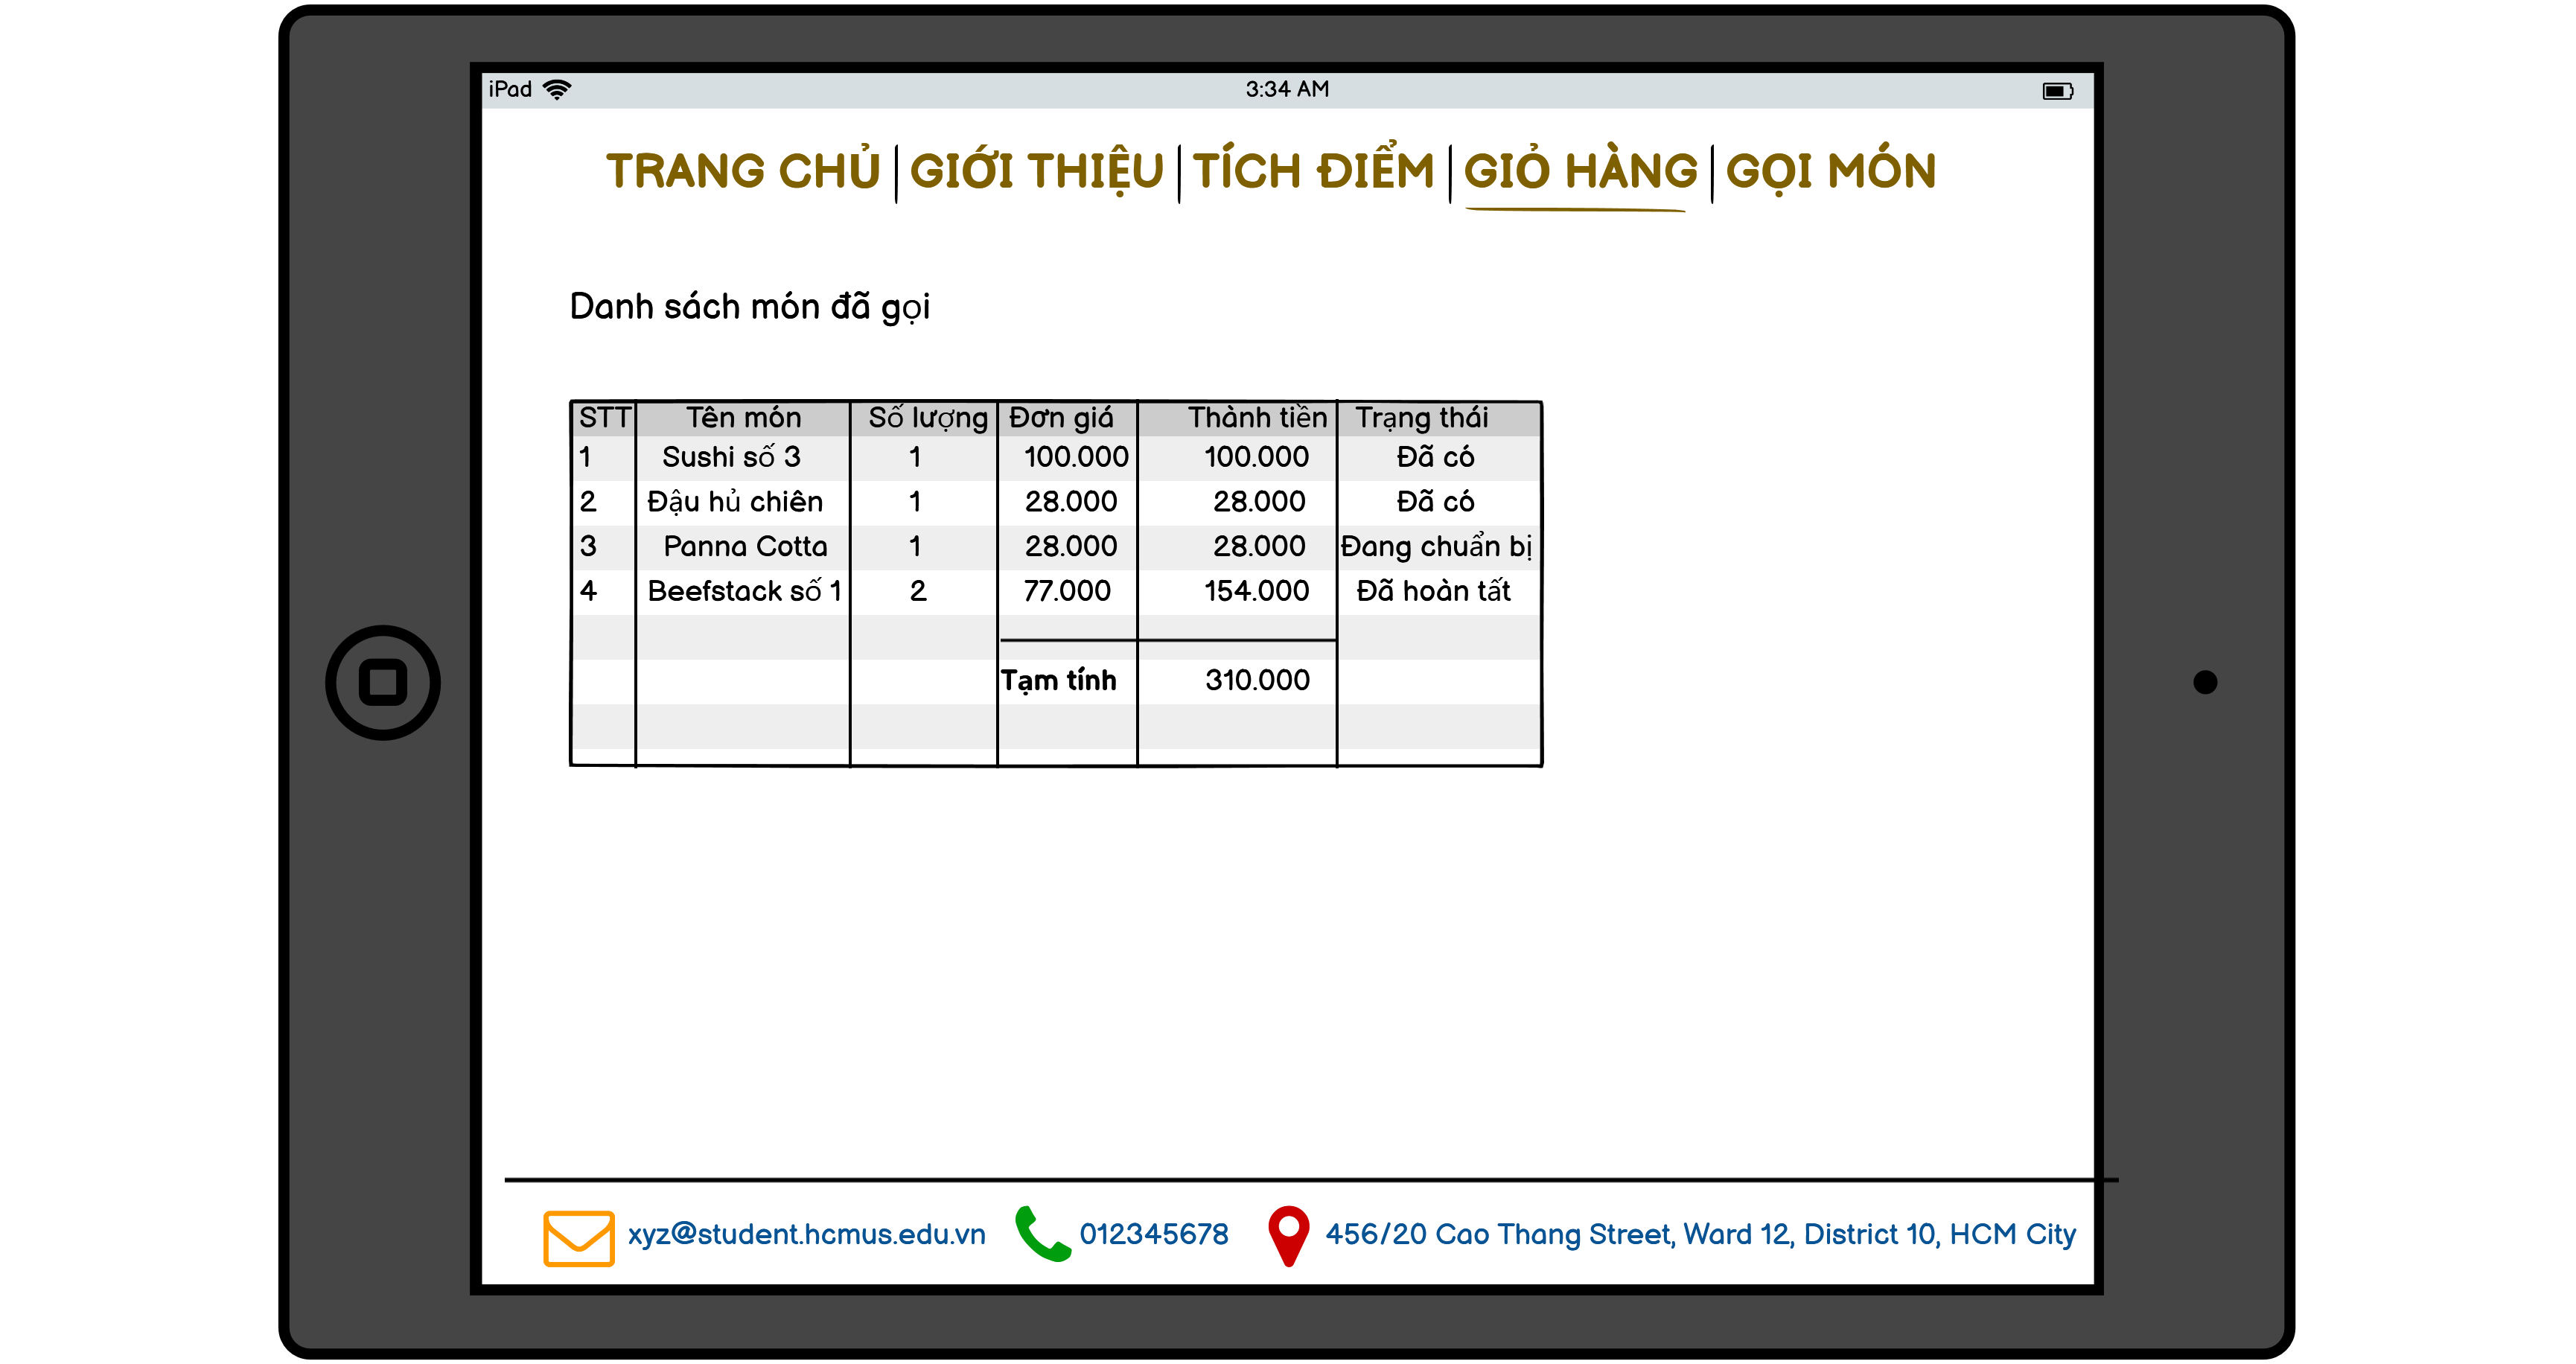 iPad 3:34 AM
TRANG CHỦ GIỚI THIỆU TÍCH ĐIỂM GIỎ HÀNG GỌI MÓN
Danh sách món đã gọi
STT Tên món Số lượng Đơn giá Thành tiền Trạng thái
1 Sushi số 3 1 100.000 100.000 Đã có
2 Đậu hủ chiên 1 28.000 28.000 Đã có
3 Panna Cotta 1 28.000 28.000 Đang chuẩn bị
4 Beefstack số 1 2 77.000 154.000 Đã hoàn tất
Tạm tính 310.000
xyz@student.hcmus.edu.vn 012345678 456/20 Cao Thang Street, Ward 12, District 10, HCM City